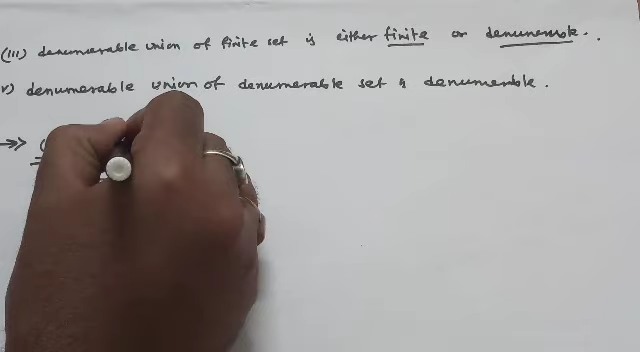 (III) denumerable union of finite set is either finite or denumerable.
v) denumerable union of denumerable set is denumerable.